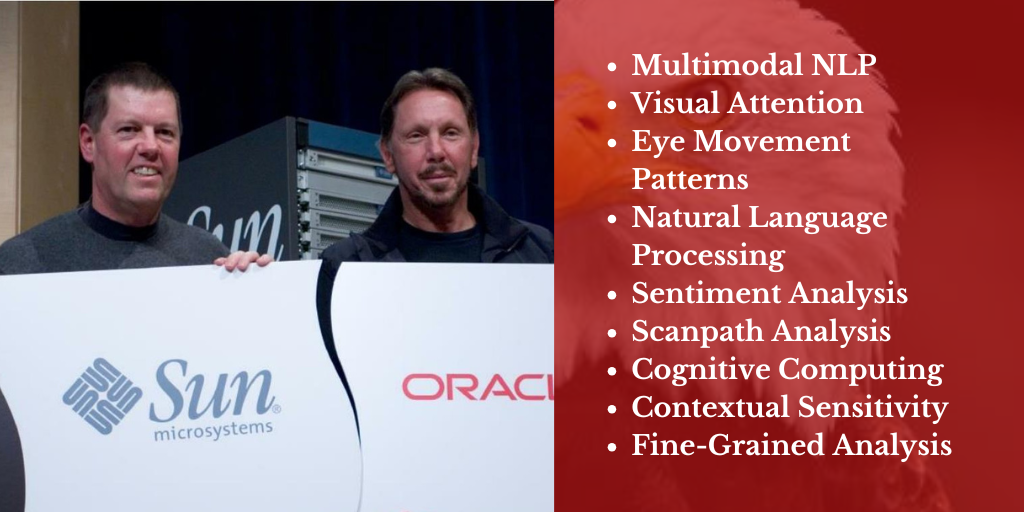 Sun
Sun
microsystems
ORACL
• Multimodal NLP
• Visual Attention
• Eye Movement
Patterns
• Natural Language
Processing
• Sentiment Analysis
• Scanpath Analysis
• Cognitive Computing
• Contextual Sensitivity
• Fine-Grained Analysis